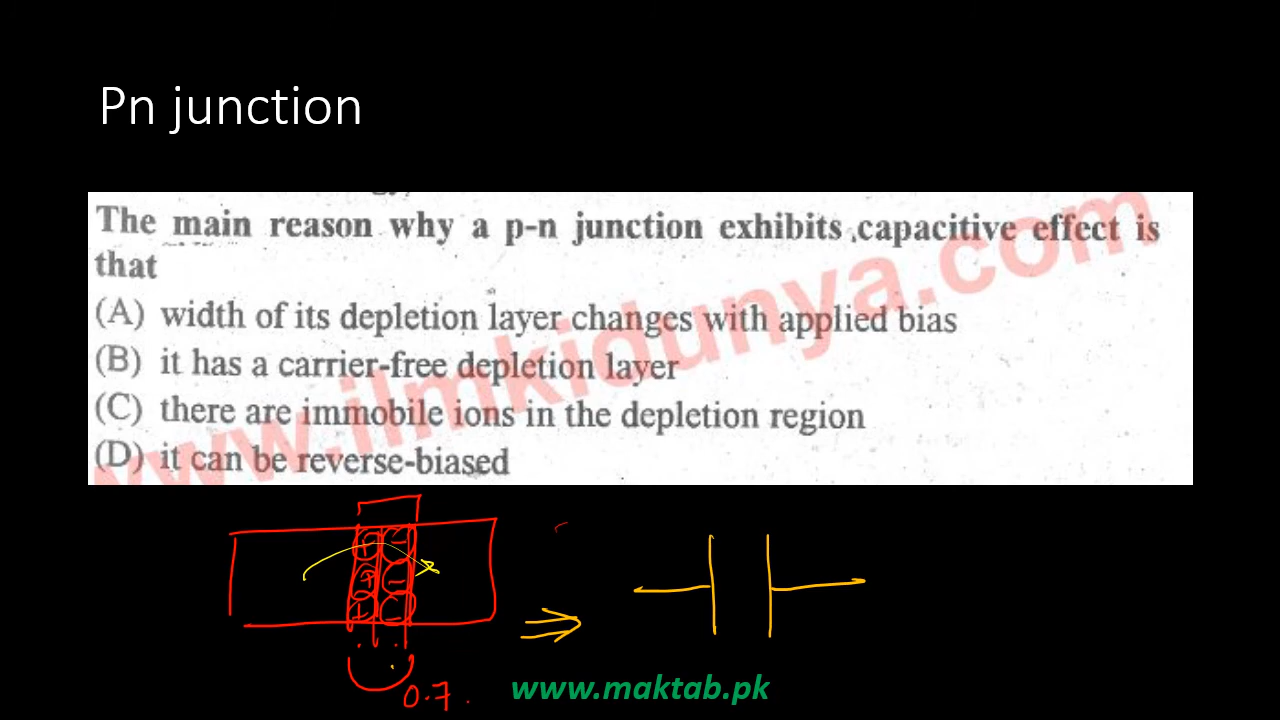 Pn junction
The main reason why a p-n junction exhibits capacitive effect is
that
(A) width of its depletion layer changes with applied bias
(B) it has a carrier-free depletion layer
(C) there are immobile ions in the depletion region
(D) it can be reverse-biased
www.ilmkidunya.com
+ -
+ -
+ -
0.7
www.maktab.pk